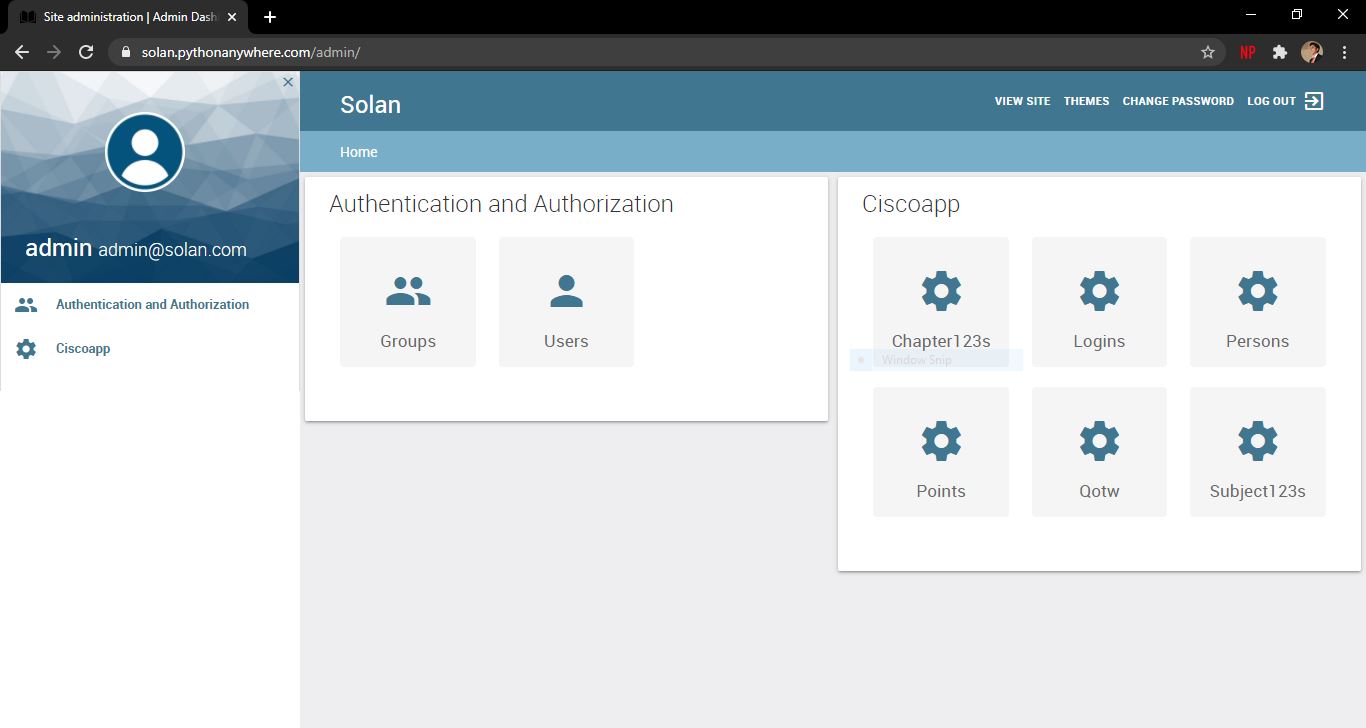 Site administration | Admin Dash
solan.pythonanywhere.com/admin/
NP
admin admin@solan.com
Authentication and Authorization
Ciscoapp
Solan
VIEW SITE THEMES CHANGE PASSWORD LOG OUT
Home
Authentication and Authorization
Groups Users
Ciscoapp
Chapter123s Logins Persons
Window Snip
Points Qotw Subject123s